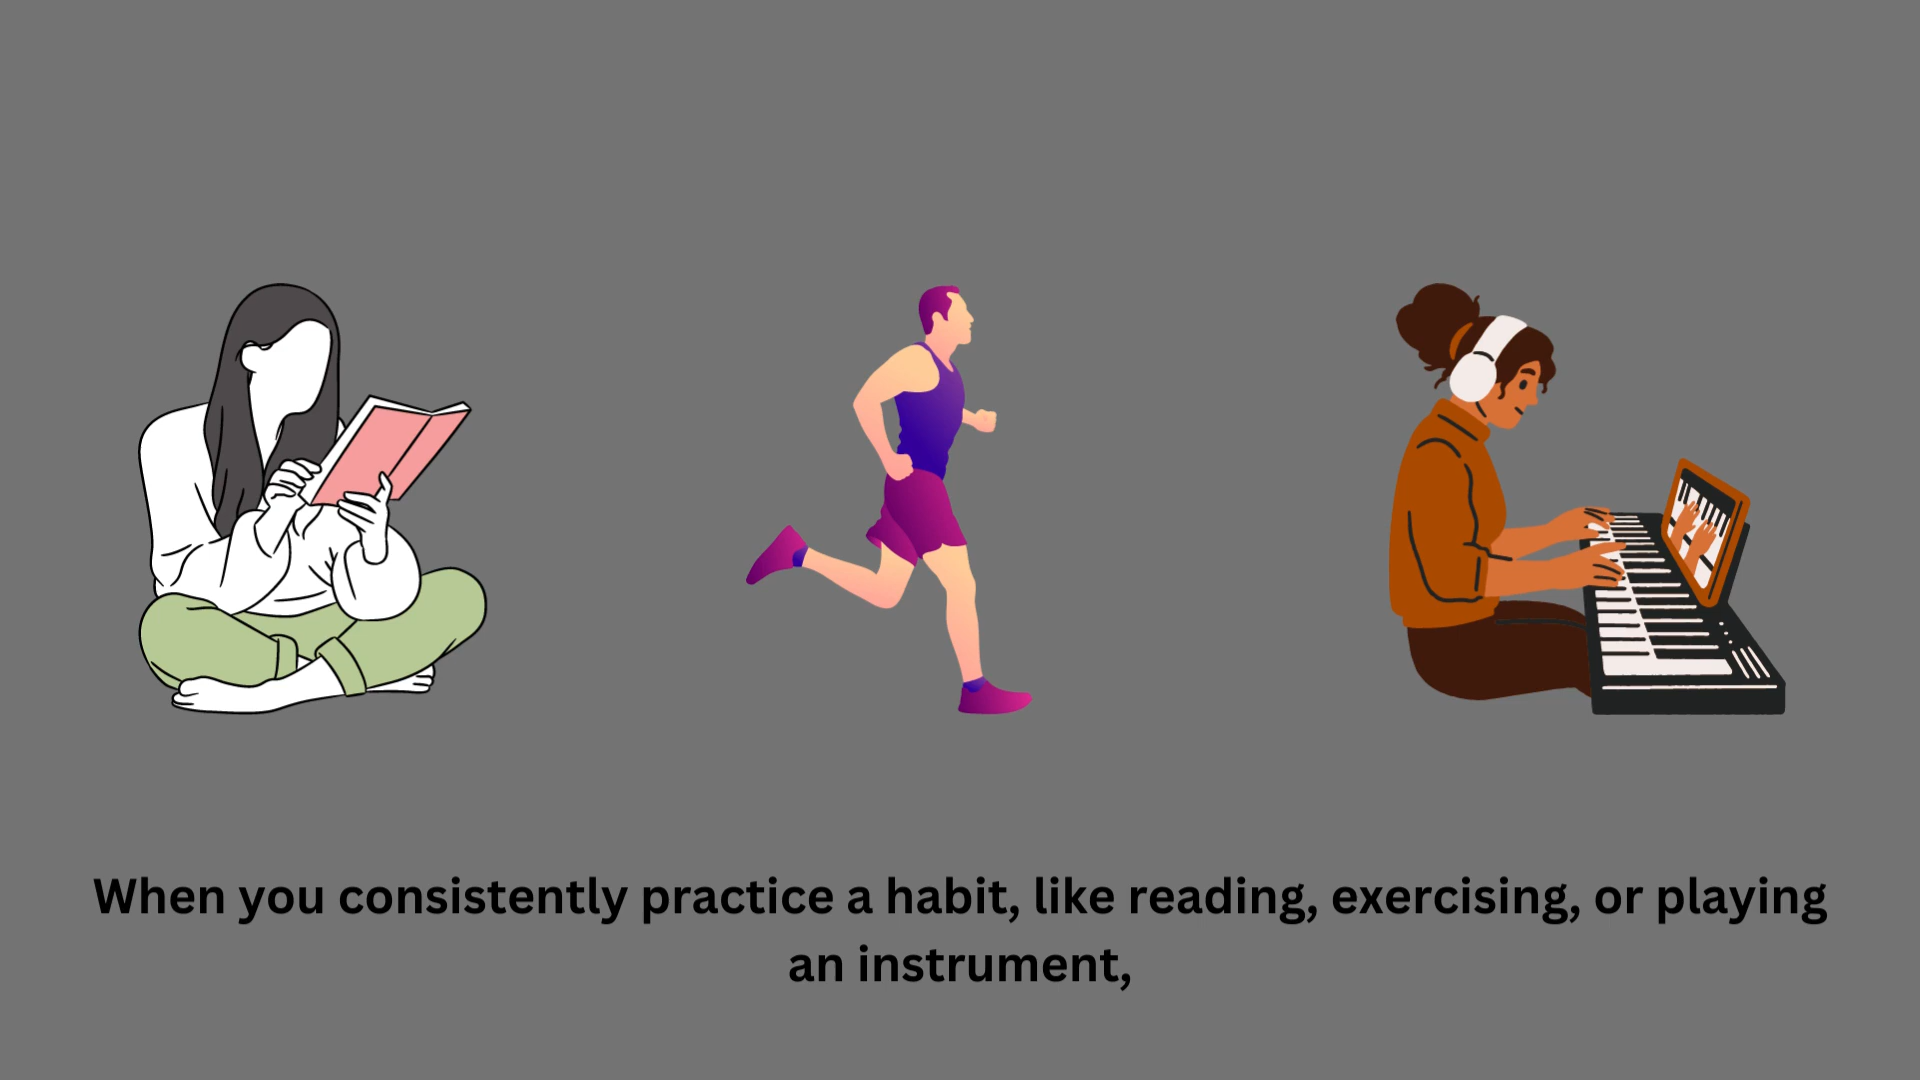 When you consistently practice a habit, like reading, exercising, or playing
an instrument,